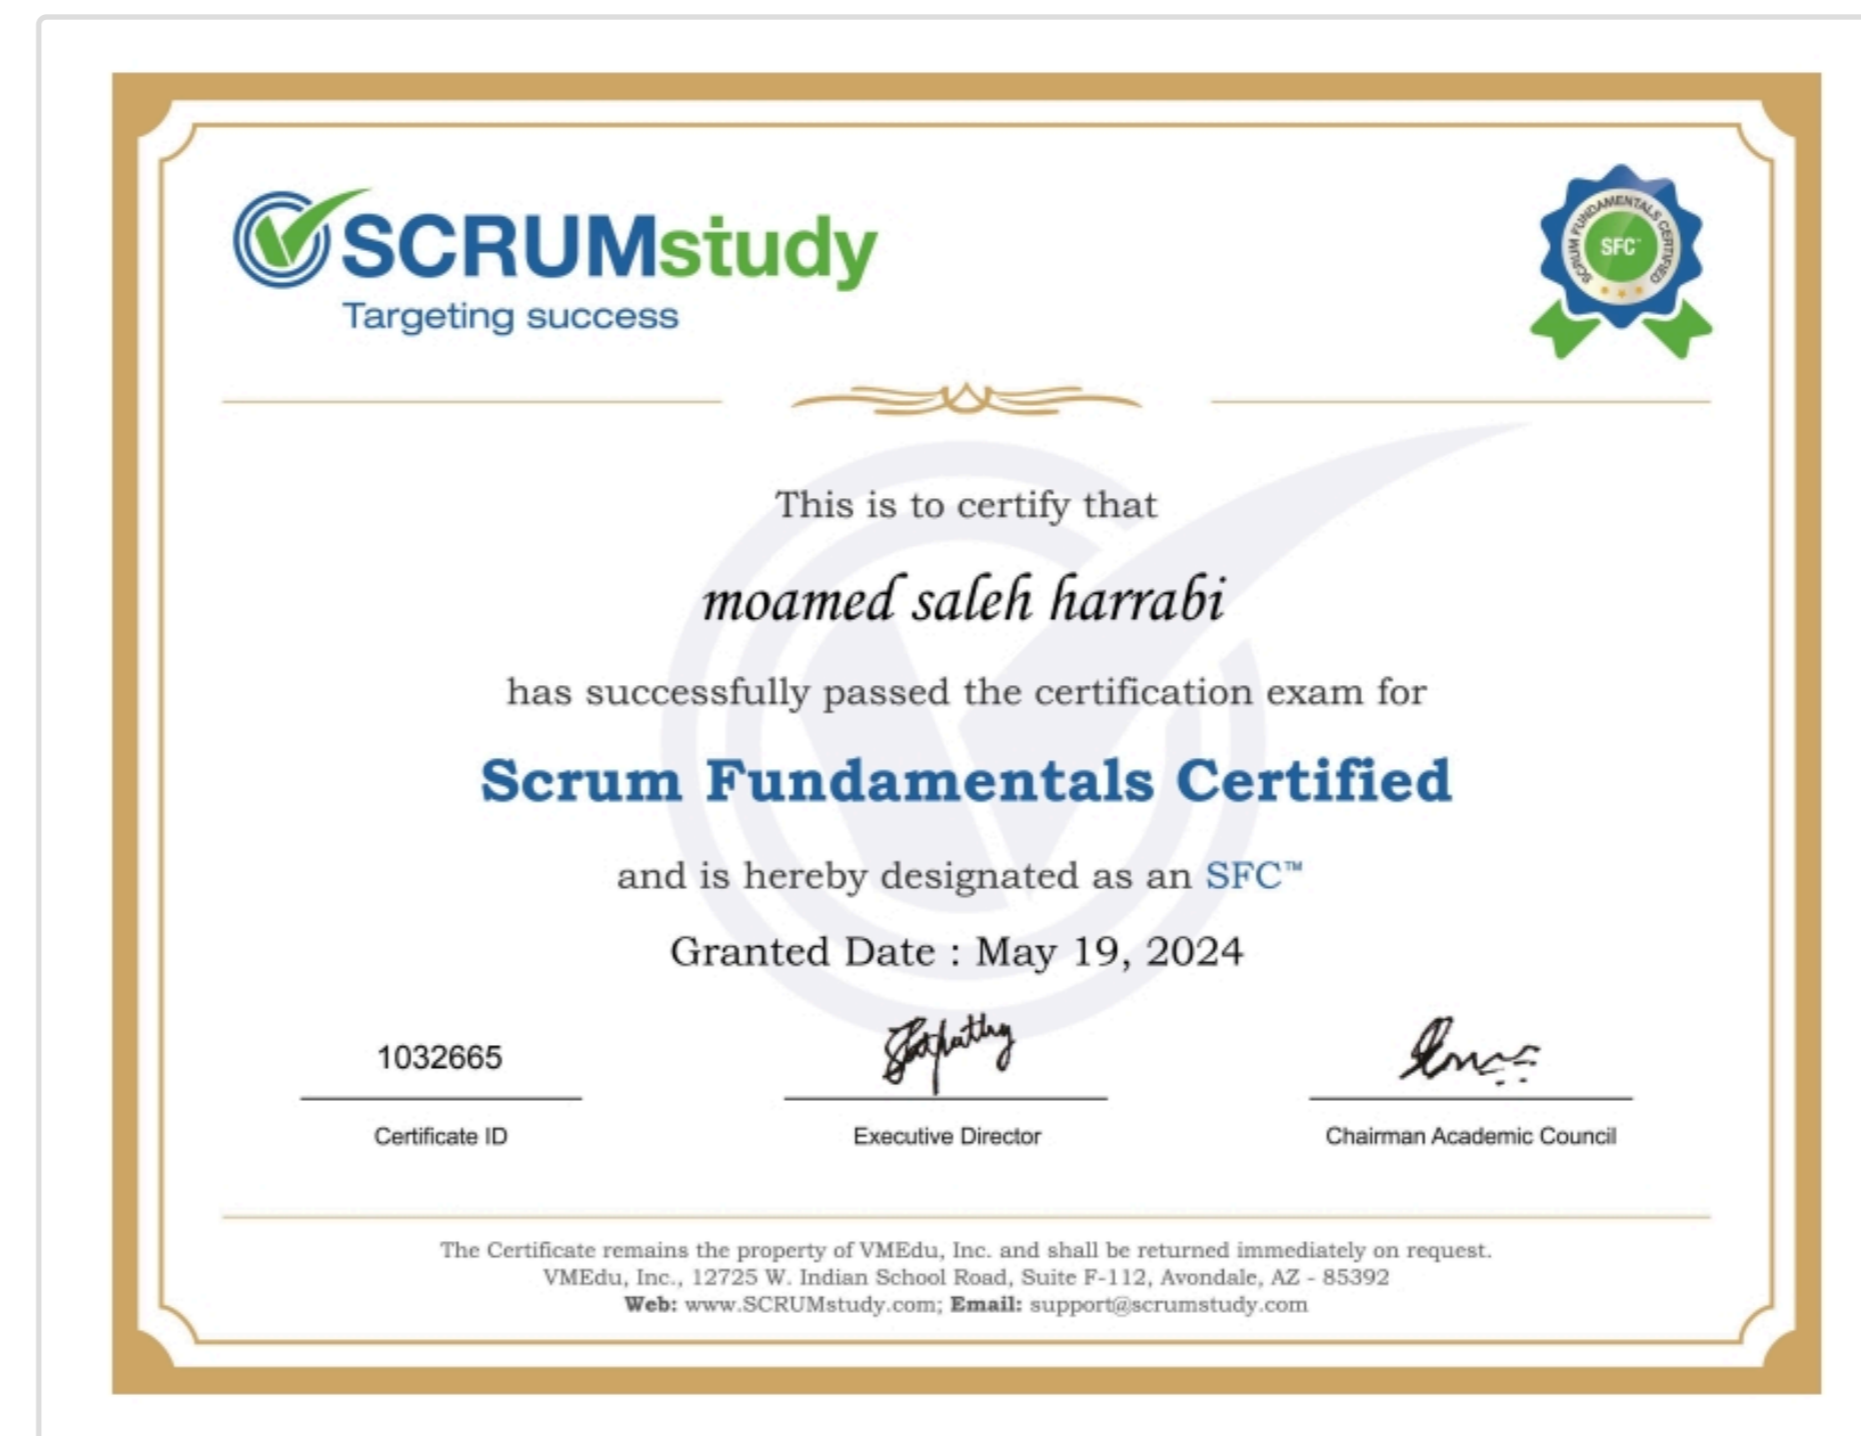 SCRUMstudy
Targeting success
SCRUM FUNDAMENTALS CERTIFIED
SFC™
This is to certify that
moamed saleh harrabi
has successfully passed the certification exam for
Scrum Fundamentals Certified
and is hereby designated as an SFC™
Granted Date : May 19, 2024
1032665
Certificate ID
Executive Director
Chairman Academic Council
The Certificate remains the property of VMEdu, Inc. and shall be returned immediately on request.
VMEdu, Inc., 12725 W. Indian School Road, Suite F-112, Avondale, AZ - 85392
Web: www.SCRUMstudy.com; Email: support@scrumstudy.com